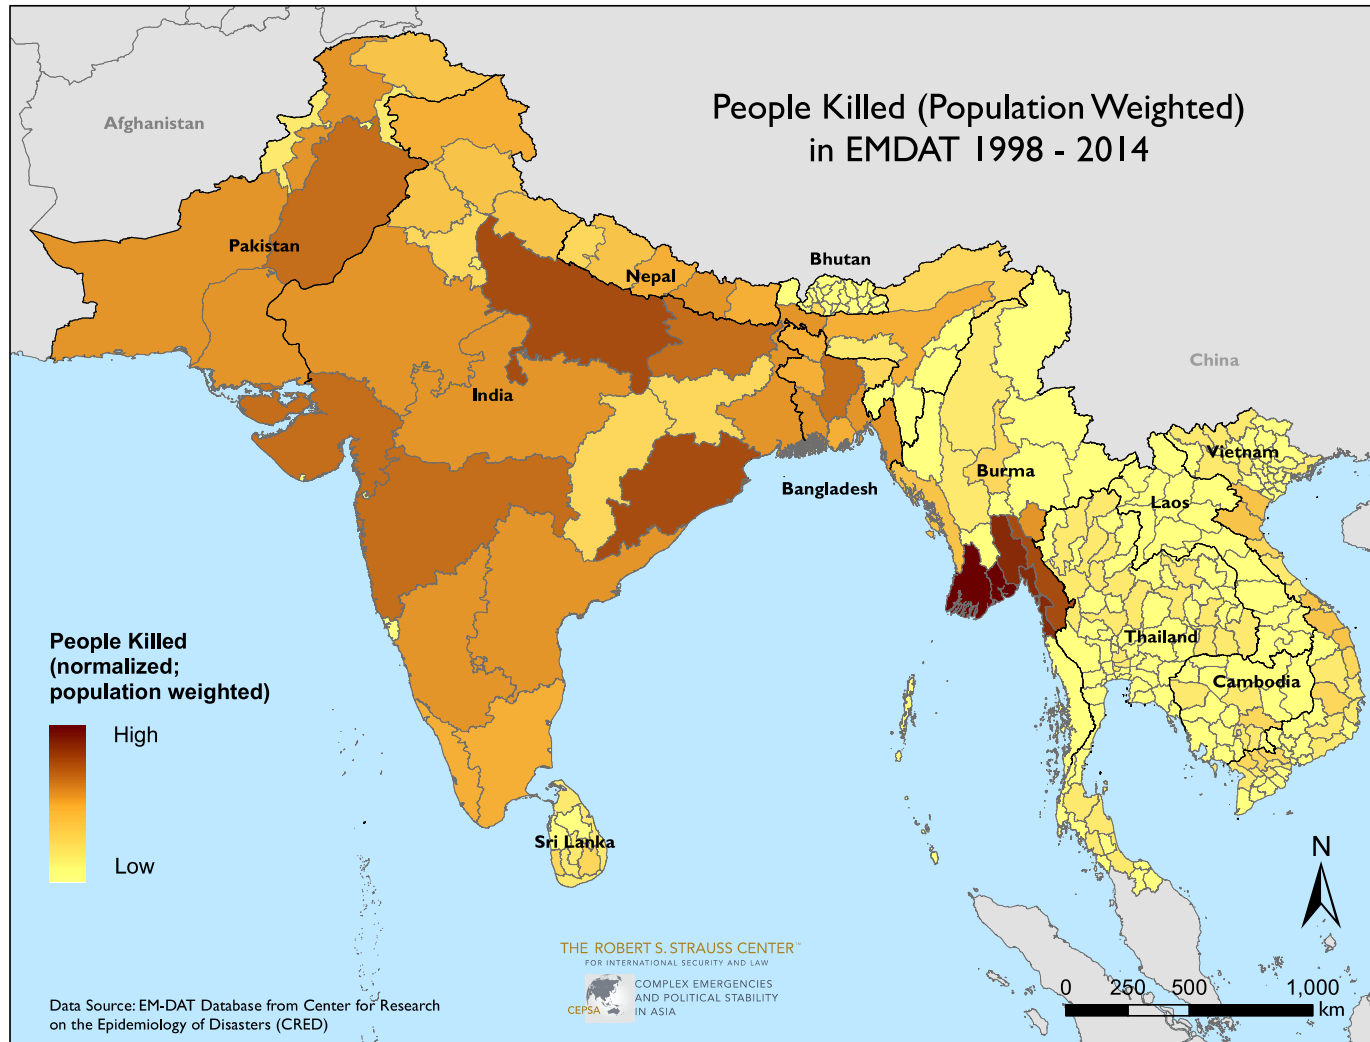 People Killed (Population Weighted)
in EMDAT 1998 - 2014
Afghanistan
Pakistan
Nepal
Bhutan
China
India
Bangladesh
Burma
Vietnam
Laos
Thailand
Cambodia
Sri Lanka
People Killed
(normalized;
population weighted)
High
Low
N
THE ROBERT S. STRAUSS CENTER™
FOR INTERNATIONAL SECURITY AND LAW
CEPSA
COMPLEX EMERGENCIES
AND POLITICAL STABILITY
IN ASIA
Data Source: EM-DAT Database from Center for Research
on the Epidemiology of Disasters (CRED)
0 250 500 1,000
km